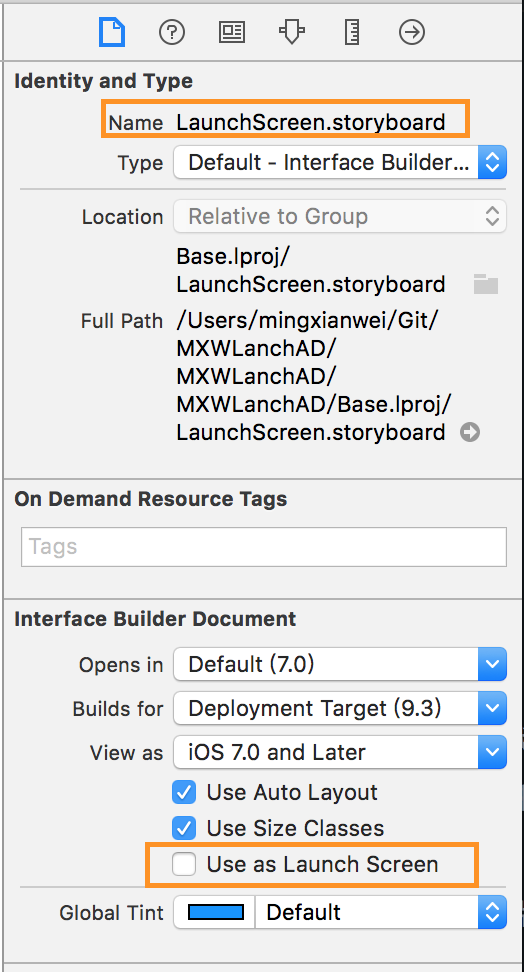 Identity and Type
Name LaunchScreen.storyboard
Type Default - Interface Builder...
Location Relative to Group
Base.lproj/
LaunchScreen.storyboard
Full Path /Users/mingxianwei/Git/
MXWLanchAD/
MXWLanchAD/
MXWLanchAD/Base.lproj/
LaunchScreen.storyboard
On Demand Resource Tags
Tags
Interface Builder Document
Opens in Default (7.0)
Builds for Deployment Target (9.3)
View as iOS 7.0 and Later
Use Auto Layout
Use Size Classes
Use as Launch Screen
Global Tint Default